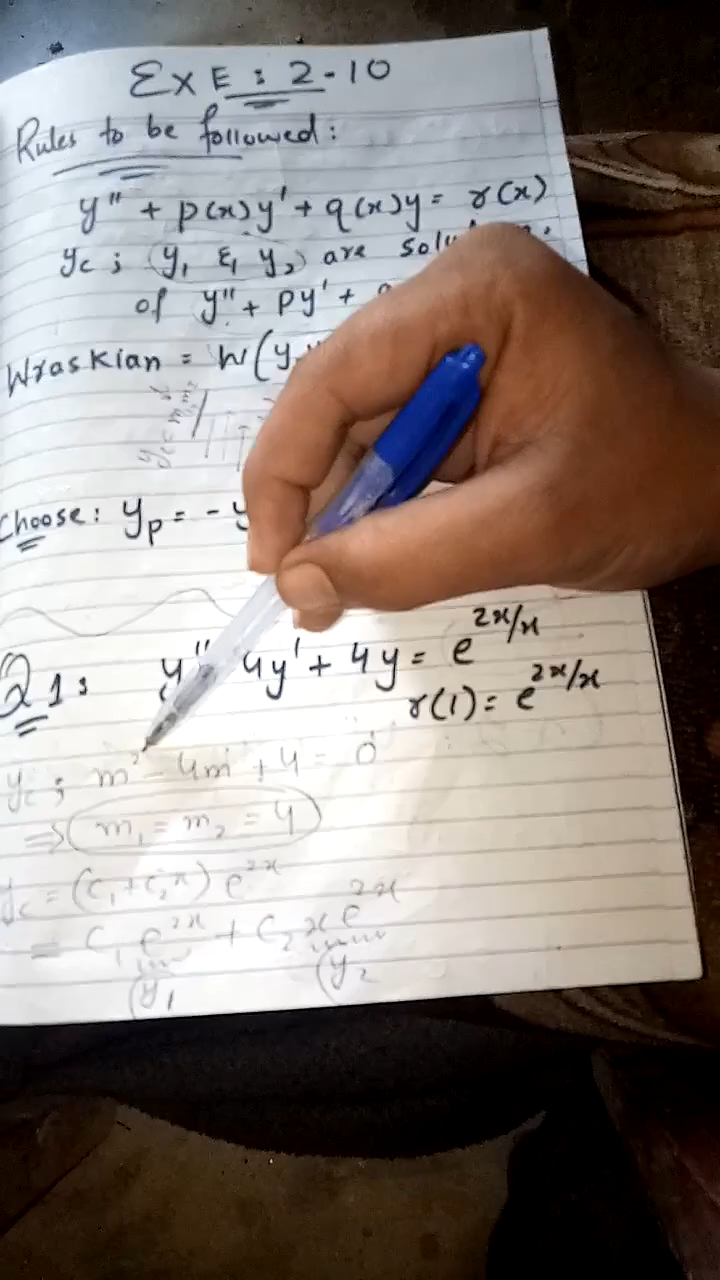 EXE : 2-10
Rules to be followed:
y'' + p(x)y' + q(x)y = r(x)
yc ; (y1 & y2) are
of y'' + py' +
Wraskian = W(y
Choose: yp = - y
Q1: y'' 4y' + 4y = e^2x/x
r(1) = e^2x/x
yc ; m² - 4m + 4 = 0
=> m1 = m2 = 4
yc = (c1 + c2x) e^2x
= C1 e^2x + C2 x e^2x
(y1 (y2